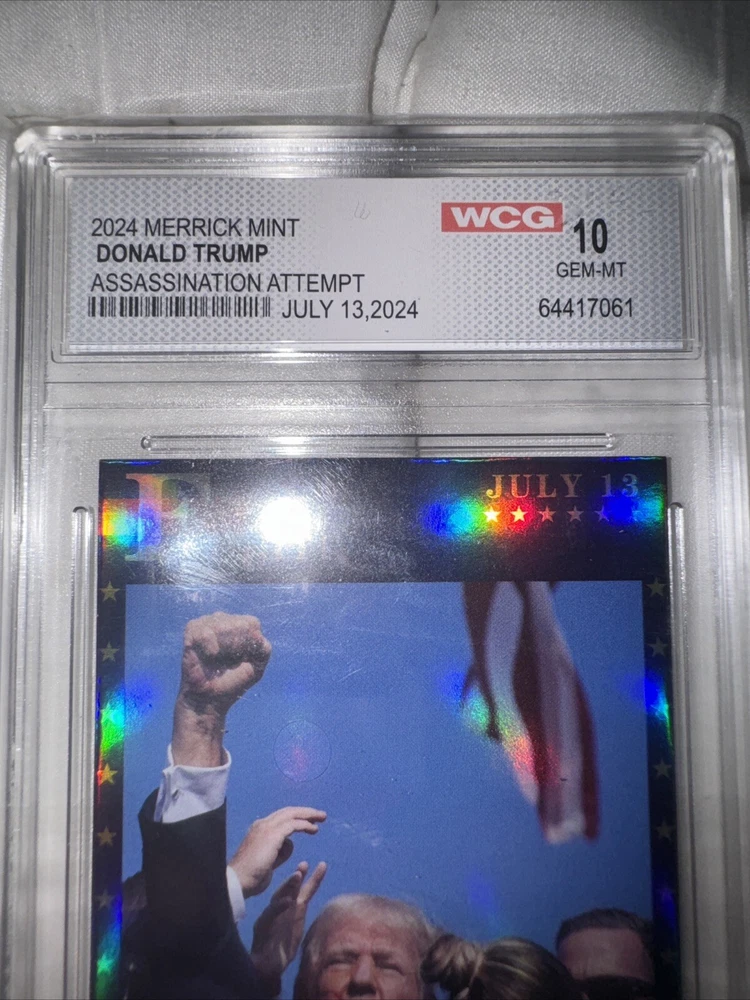 2024 MERRICK MINT
DONALD TRUMP
ASSASSINATION ATTEMPT
JULY 13,2024
WCG
10
GEM-MT
64417061
JULY 13